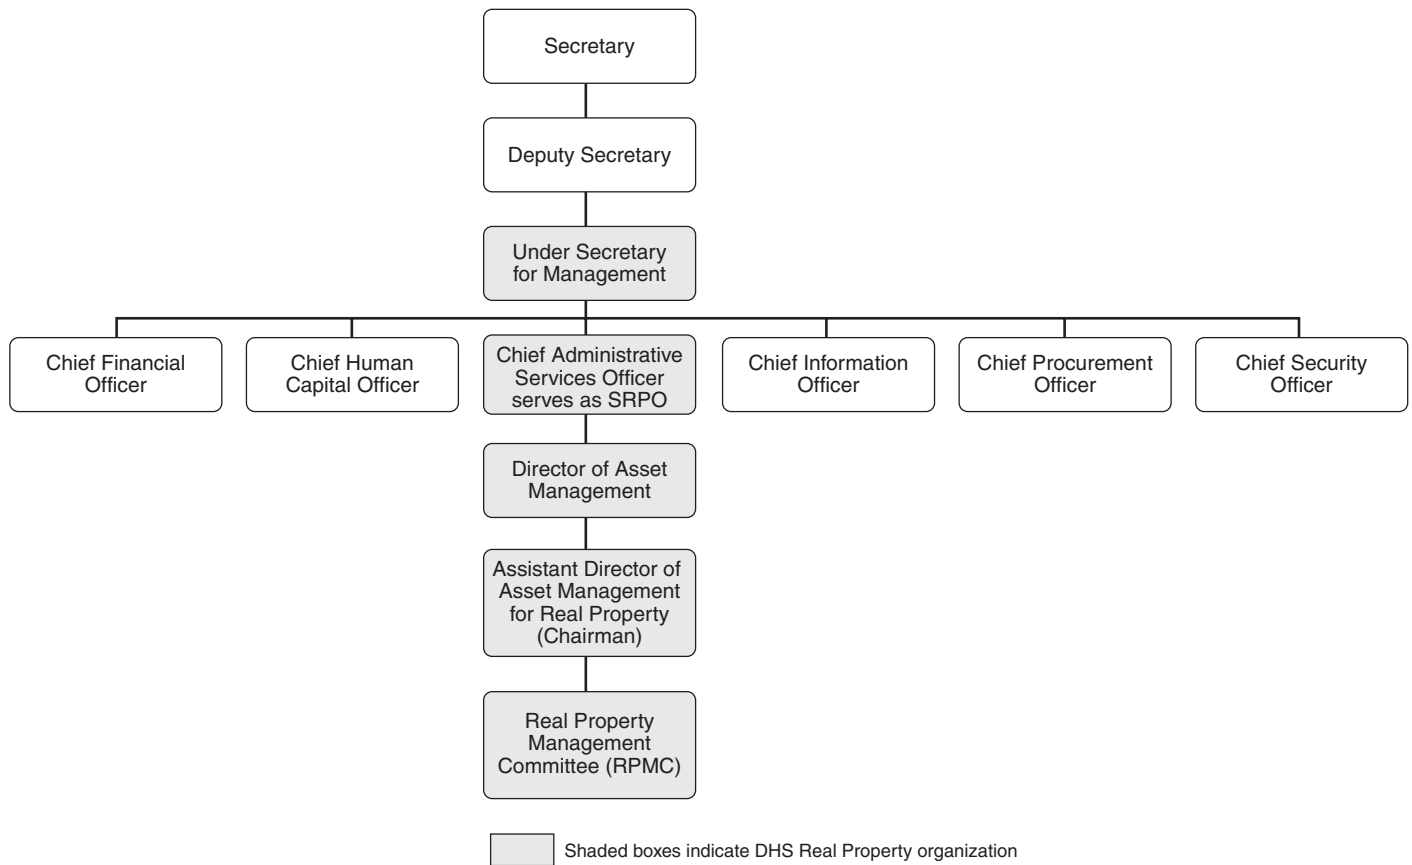 Secretary
Deputy Secretary
Under Secretary
for Management
Chief Financial
Officer
Chief Human
Capital Officer
Chief Administrative
Services Officer
serves as SRPO
Chief Information
Officer
Chief Procurement
Officer
Chief Security
Officer
Director of Asset
Management
Assistant Director of
Asset Management
for Real Property
(Chairman)
Real Property
Management
Committee (RPMC)
Shaded boxes indicate DHS Real Property organization